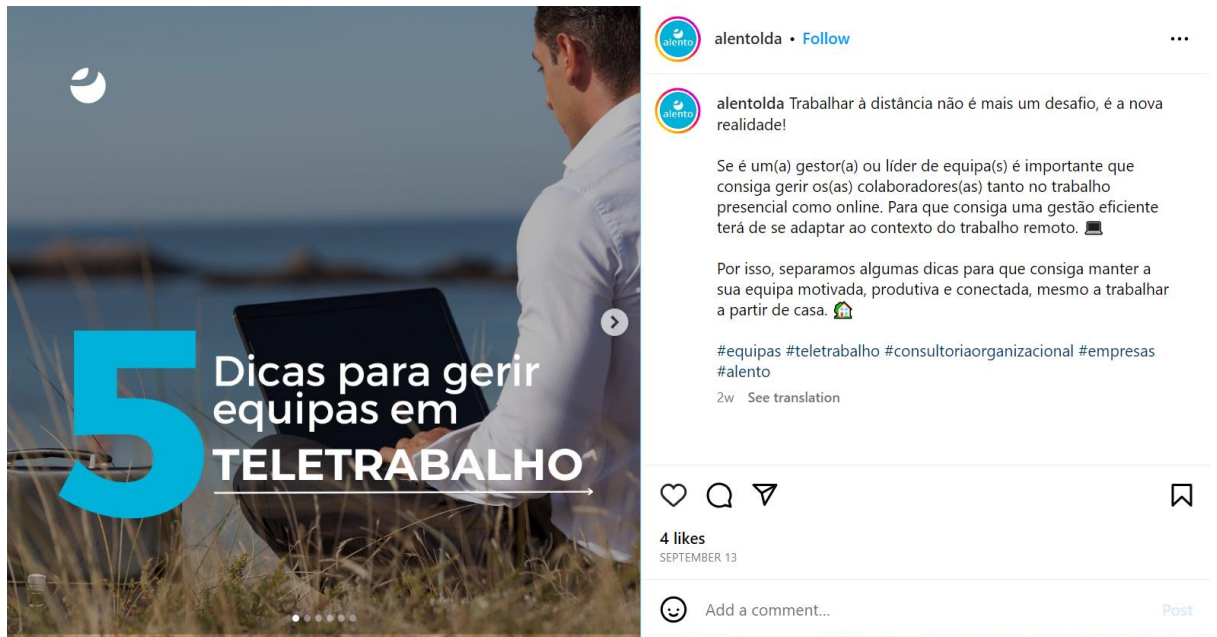 5
Dicas para gerir
equipas em
TELETRABALHO
alento
alentolda • Follow
alento
alentolda Trabalhar à distância não é mais um desafio, é a nova
realidade!
Se é um(a) gestor(a) ou líder de equipa(s) é importante que
consiga gerir os(as) colaboradores(as) tanto no trabalho
presencial como online. Para que consiga uma gestão eficiente
terá de se adaptar ao contexto do trabalho remoto. 💻
Por isso, separamos algumas dicas para que consiga manter a
sua equipa motivada, produtiva e conectada, mesmo a trabalhar
a partir de casa. 🏡
#equipas #teletrabalho #consultoriaorganizacional #empresas
#alento
2w See translation
4 likes
SEPTEMBER 13
Add a comment...
Post